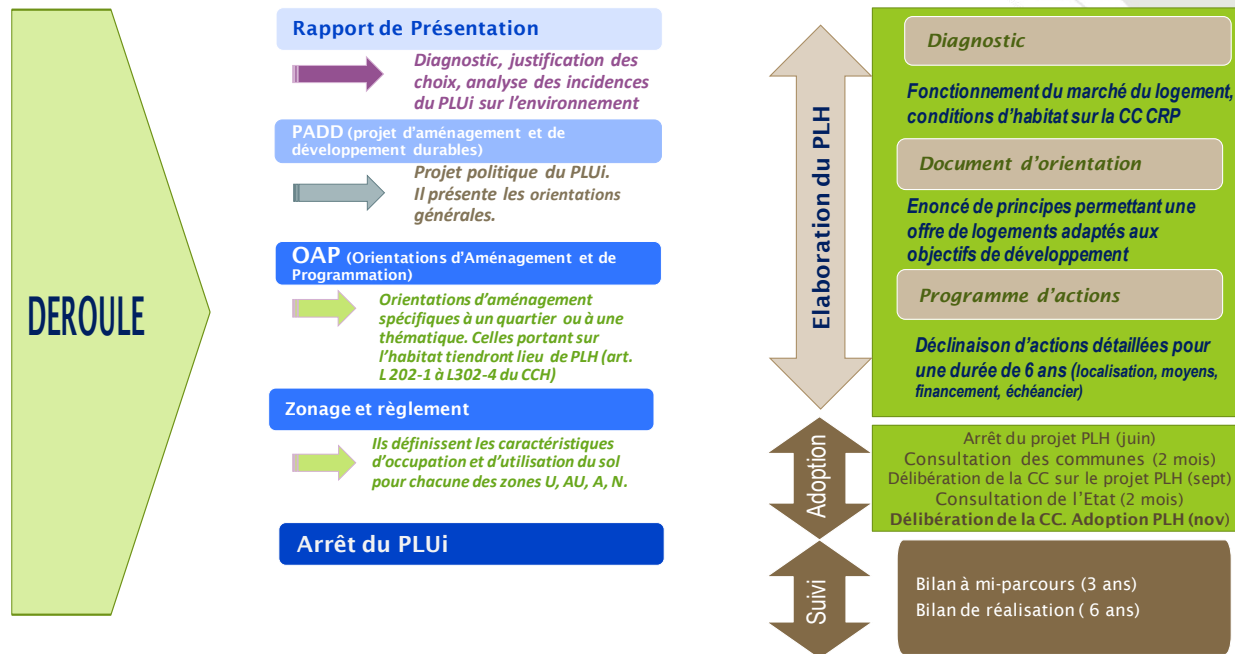 DEROULE
Rapport de Présentation
Diagnostic, justification des
choix, analyse des incidences
du PLUi sur l'environnement
PADD (projet d'aménagement et de
développement durables)
Projet politique du PLUi.
Il présente les orientations
générales.
OAP (Orientations d'Aménagement et de
Programmation)
Orientations d'aménagement
spécifiques à un quartier ou à une
thématique. Celles portant sur
l'habitat tiendront lieu de PLH (art.
L 202-1 à L302-4 du CCH)
Zonage et règlement
Ils définissent les caractéristiques
d'occupation et d'utilisation du sol
pour chacune des zones U, AU, A, N.
Arrêt du PLUi
Elaboration du PLH
Diagnostic
Fonctionnement du marché du logement,
conditions d'habitat sur la CC CRP
Document d'orientation
Enoncé de principes permettant une
offre de logements adaptés aux
objectifs de développement
Programme d'actions
Déclinaison d'actions détaillées pour
une durée de 6 ans (localisation, moyens,
financement, échéancier)
Adoption
Arrêt du projet PLH (juin)
Consultation des communes (2 mois)
Délibération de la CC sur le projet PLH (sept)
Consultation de l'Etat (2 mois)
Délibération de la CC. Adoption PLH (nov)
Suivi
Bilan à mi-parcours (3 ans)
Bilan de réalisation ( 6 ans)